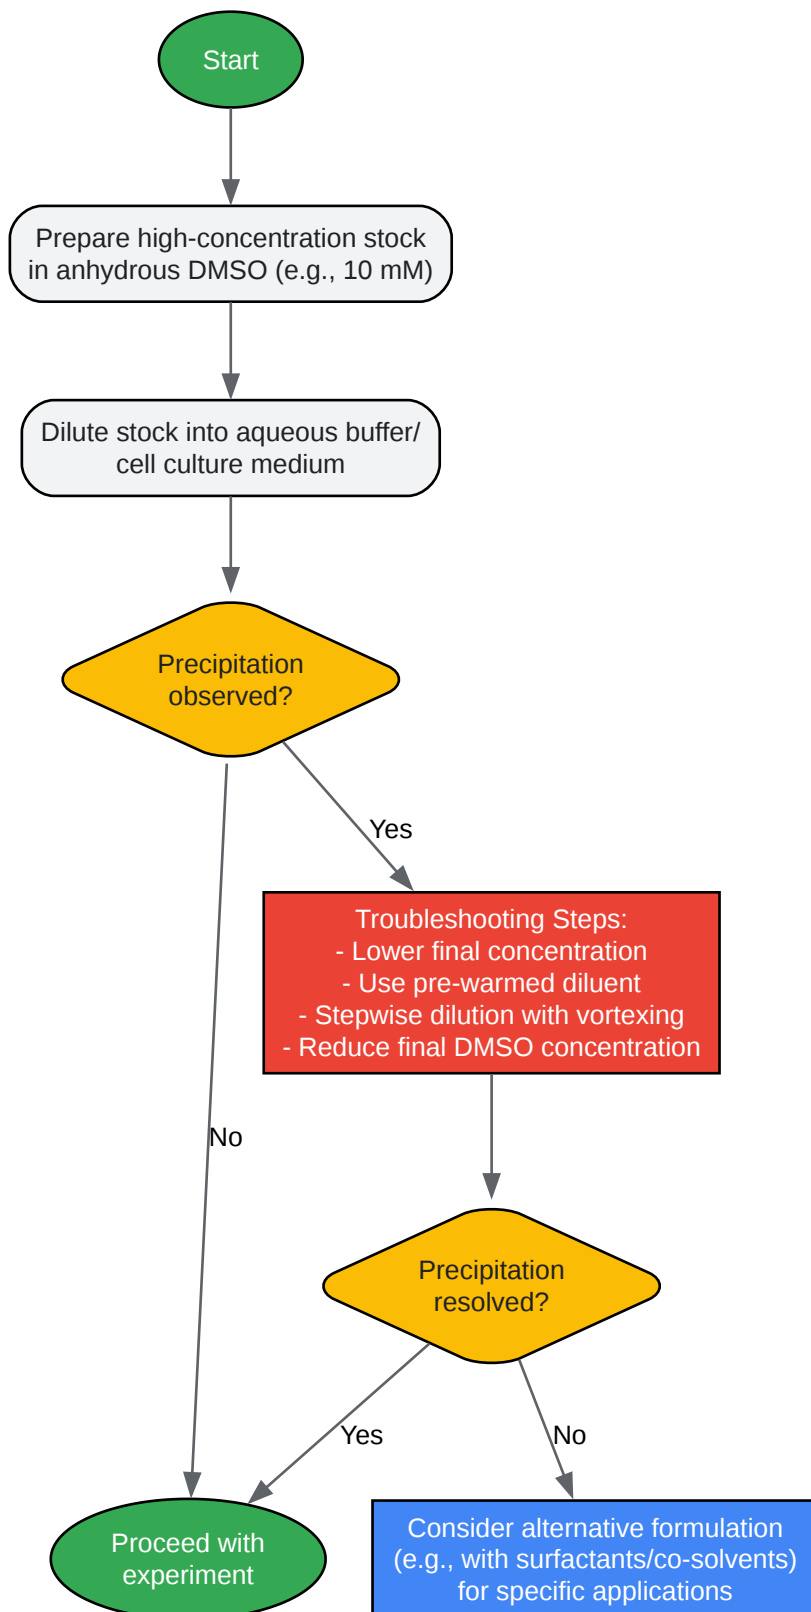 Start
Prepare high-concentration stock
in anhydrous DMSO (e.g., 10 mM)
Dilute stock into aqueous buffer/
cell culture medium
Precipitation
observed?
Yes
Troubleshooting Steps:
- Lower final concentration
- Use pre-warmed diluent
- Stepwise dilution with vortexing
- Reduce final DMSO concentration
No
Precipitation
resolved?
Yes
No
Proceed with
experiment
Consider alternative formulation
(e.g., with surfactants/co-solvents)
for specific applications